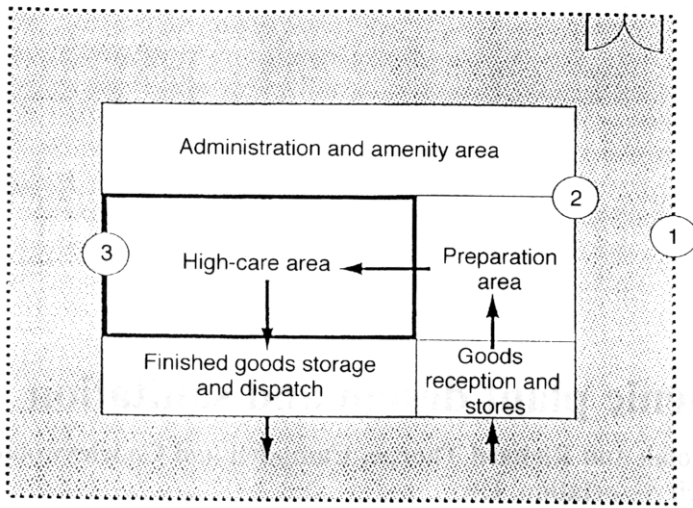 Administration and amenity area
2
1
3
High-care area
Preparation
area
Finished goods storage
and dispatch
Goods
reception and
stores